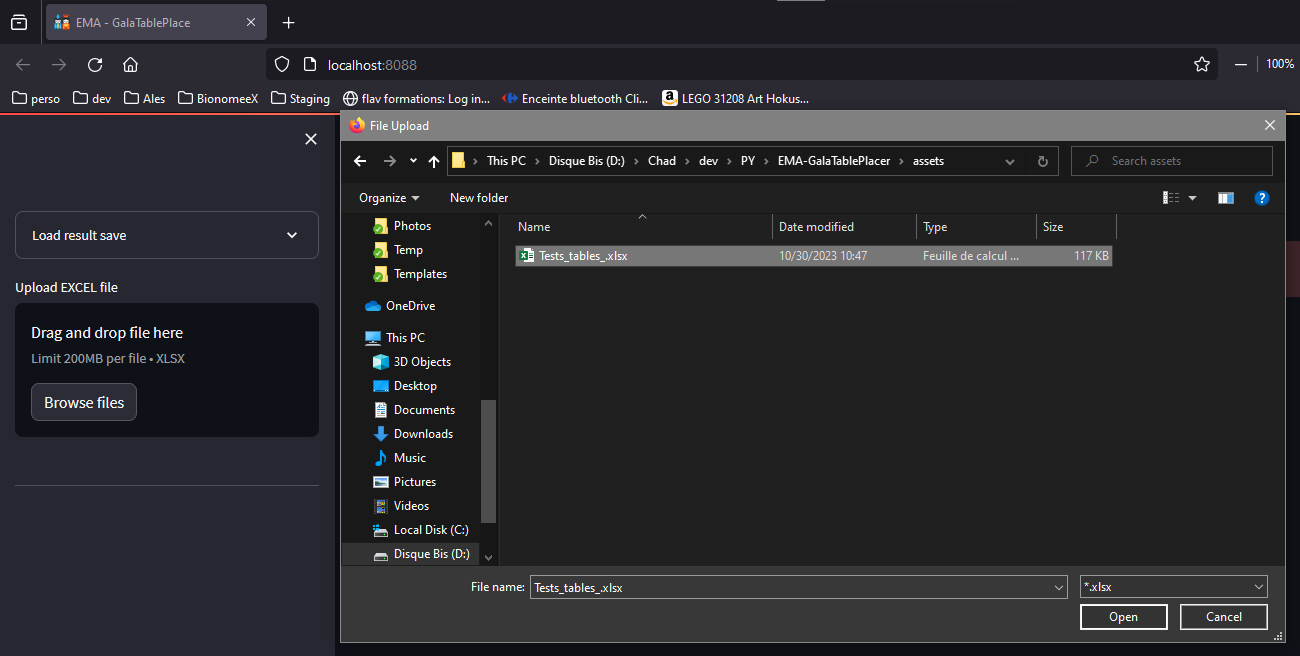 EMA - GalaTablePlace
localhost:8088
100%
perso
dev
Ales
BionomeeX
Staging
flav formations: Log in...
Enceinte bluetooth Cli...
LEGO 31208 Art Hokus...
Load result save
Upload EXCEL file
Drag and drop file here
Limit 200MB per file • XLSX
Browse files
File Upload
This PC > Disque Bis (D:) > Chad > dev > PY > EMA-GalaTablePlacer > assets
Search assets
Organize
New folder
Photos
Temp
Templates
OneDrive
This PC
3D Objects
Desktop
Documents
Downloads
Music
Pictures
Videos
Local Disk (C:)
Disque Bis (D:)
Name Date modified Type Size
Tests_tables_.xlsx 10/30/2023 10:47 Feuille de calcul ... 117 KB
File name: Tests_tables_.xlsx
*.xlsx
Open
Cancel